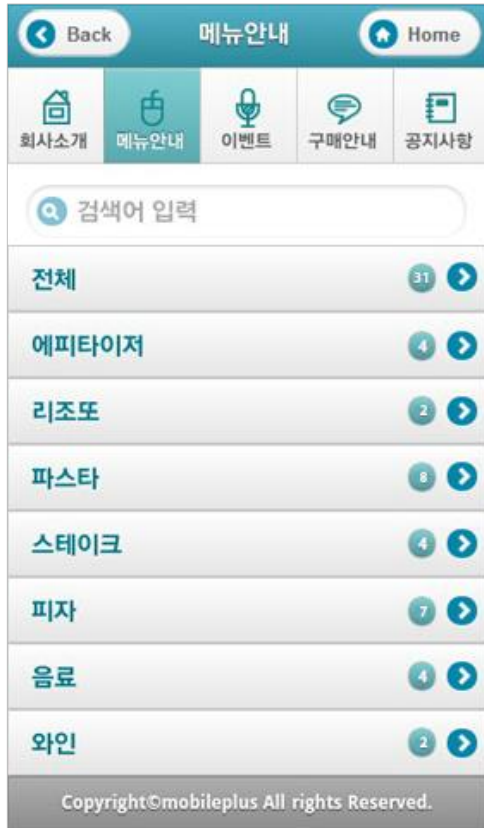 Back 메뉴안내 Home
회사소개 메뉴안내 이벤트 구매안내 공지사항
검색어 입력
전체 31
에피타이저 4
리조또 2
파스타 8
스테이크 4
피자 7
음료 4
와인 2
Copyright©mobileplus All rights Reserved.